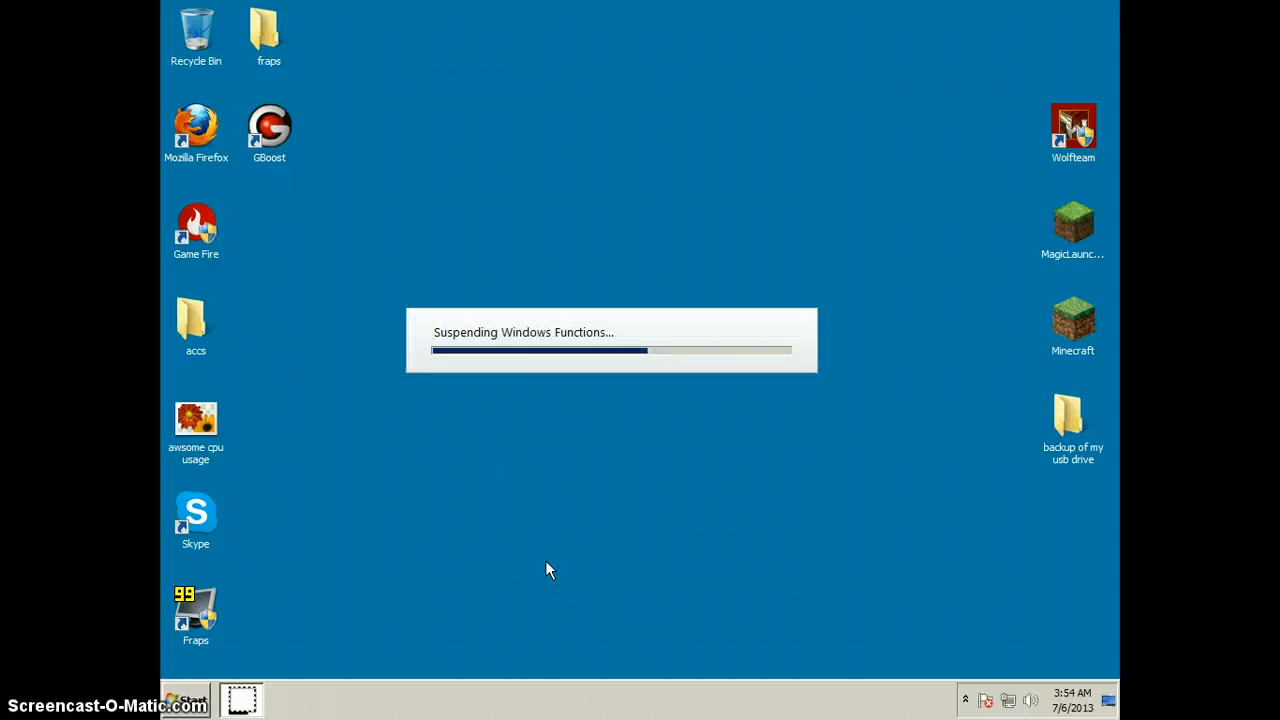 Recycle Bin
fraps
Mozilla Firefox
GBoost
Wolfteam
Game Fire
MagicLaunc...
accs
Minecraft
Suspending Windows Functions...
awsome cpu
usage
backup of my
usb drive
Skype
99
Fraps
Start
3:54 AM
7/6/2013
Screencast-O-Matic.com